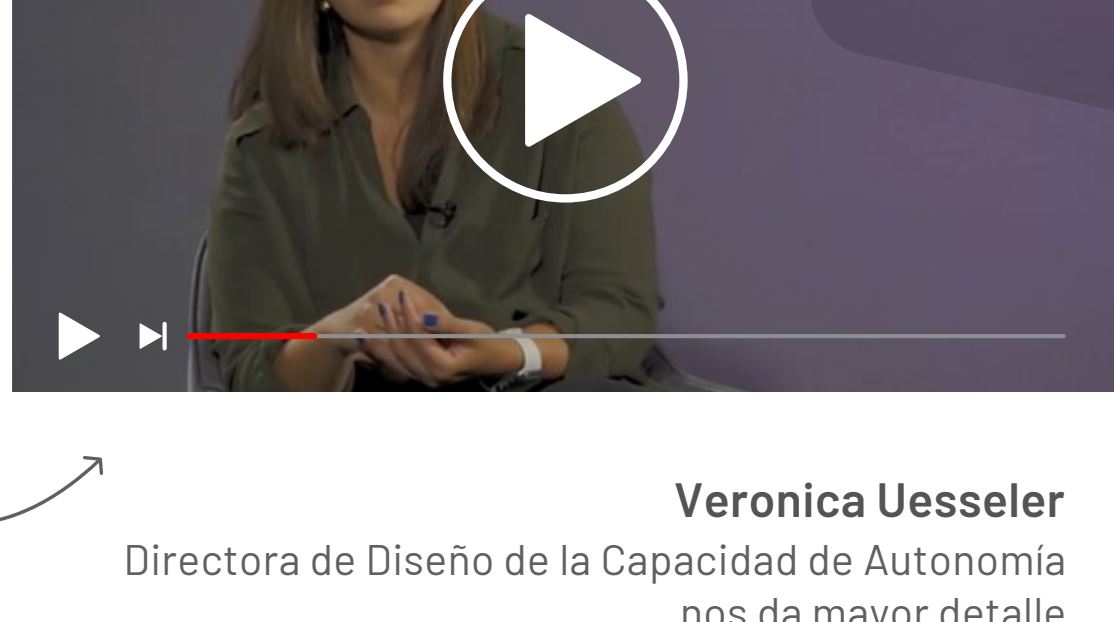 Veronica Uesseler
Directora de Diseño de la Capacidad de Autonomía
nos da mayor detalle